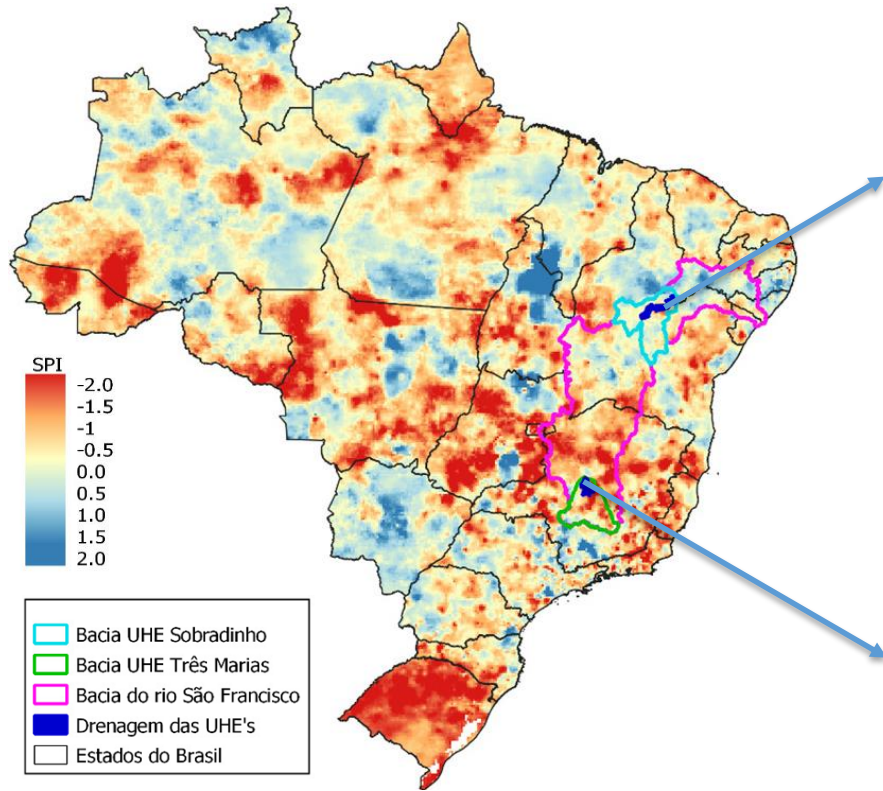 SPI
-2.0
-1.5
-1
-0.5
0.0
0.5
1.0
1.5
2.0
Bacia UHE Sobradinho
Bacia UHE Três Marias
Bacia do rio São Francisco
Drenagem das UHE's
Estados do Brasil